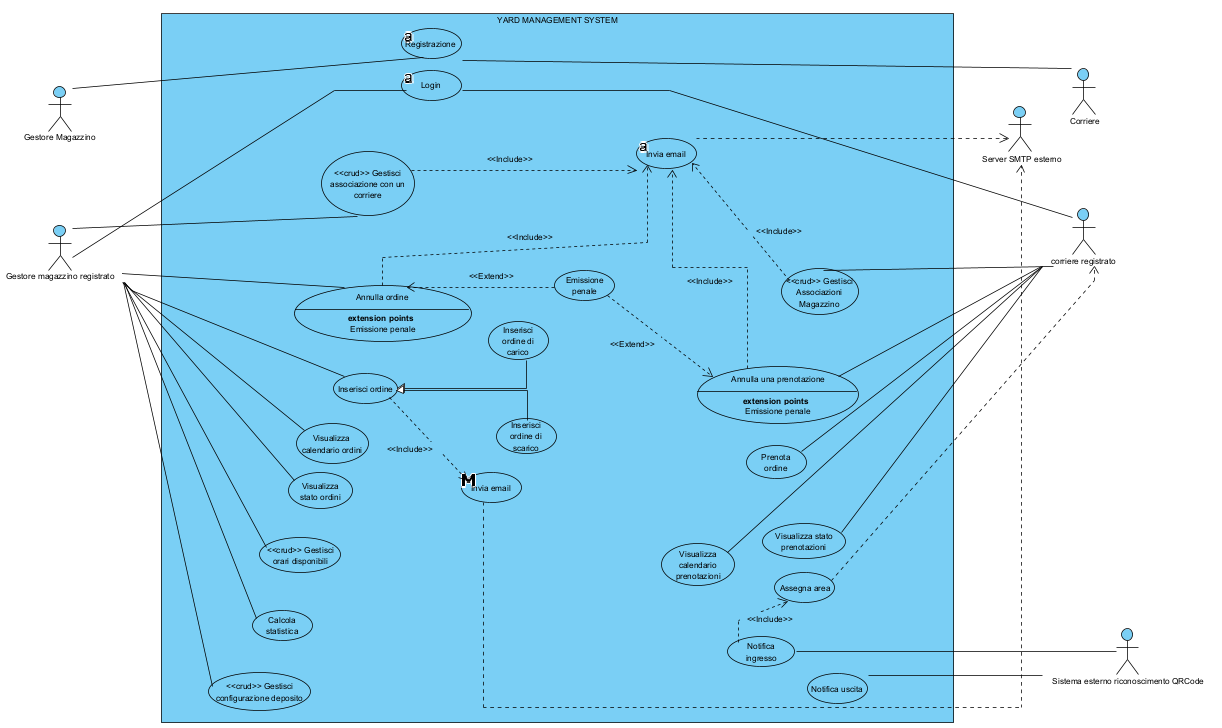 YARD MANAGEMENT SYSTEM
a
Registrazione
a
Login
Gestore Magazzino
Corriere
Server SMTP esterno
a
Invia email
<<Include>>
<<crud>> Gestisci
associazione con un
corriere
Gestore magazzino registrato
corriere registrato
<<Include>>
<<Include>>
<<Extend>>
Emissione
penale
<<Include>>
<<crud>> Gestisci
Associazioni
Magazzino
Annulla ordine
extension points
Emissione penale
Inserisci
ordine di
carico
<<Extend>>
Annulla una prenotazione
extension points
Emissione penale
Inserisci ordine
Inserisci
ordine di
scarico
Visualizza
calendario ordini
<<Include>>
Prenota
ordine
Visualizza
stato ordini
M
Invia email
<<crud>> Gestisci
orari disponibili
Visualizza stato
prenotazioni
Visualizza
calendario
prenotazioni
Assegna area
Calcola
statistica
<<Include>>
Notifica
ingresso
Sistema esterno riconoscimento QRCode
<<crud>> Gestisci
configurazione deposito
Notifica uscita